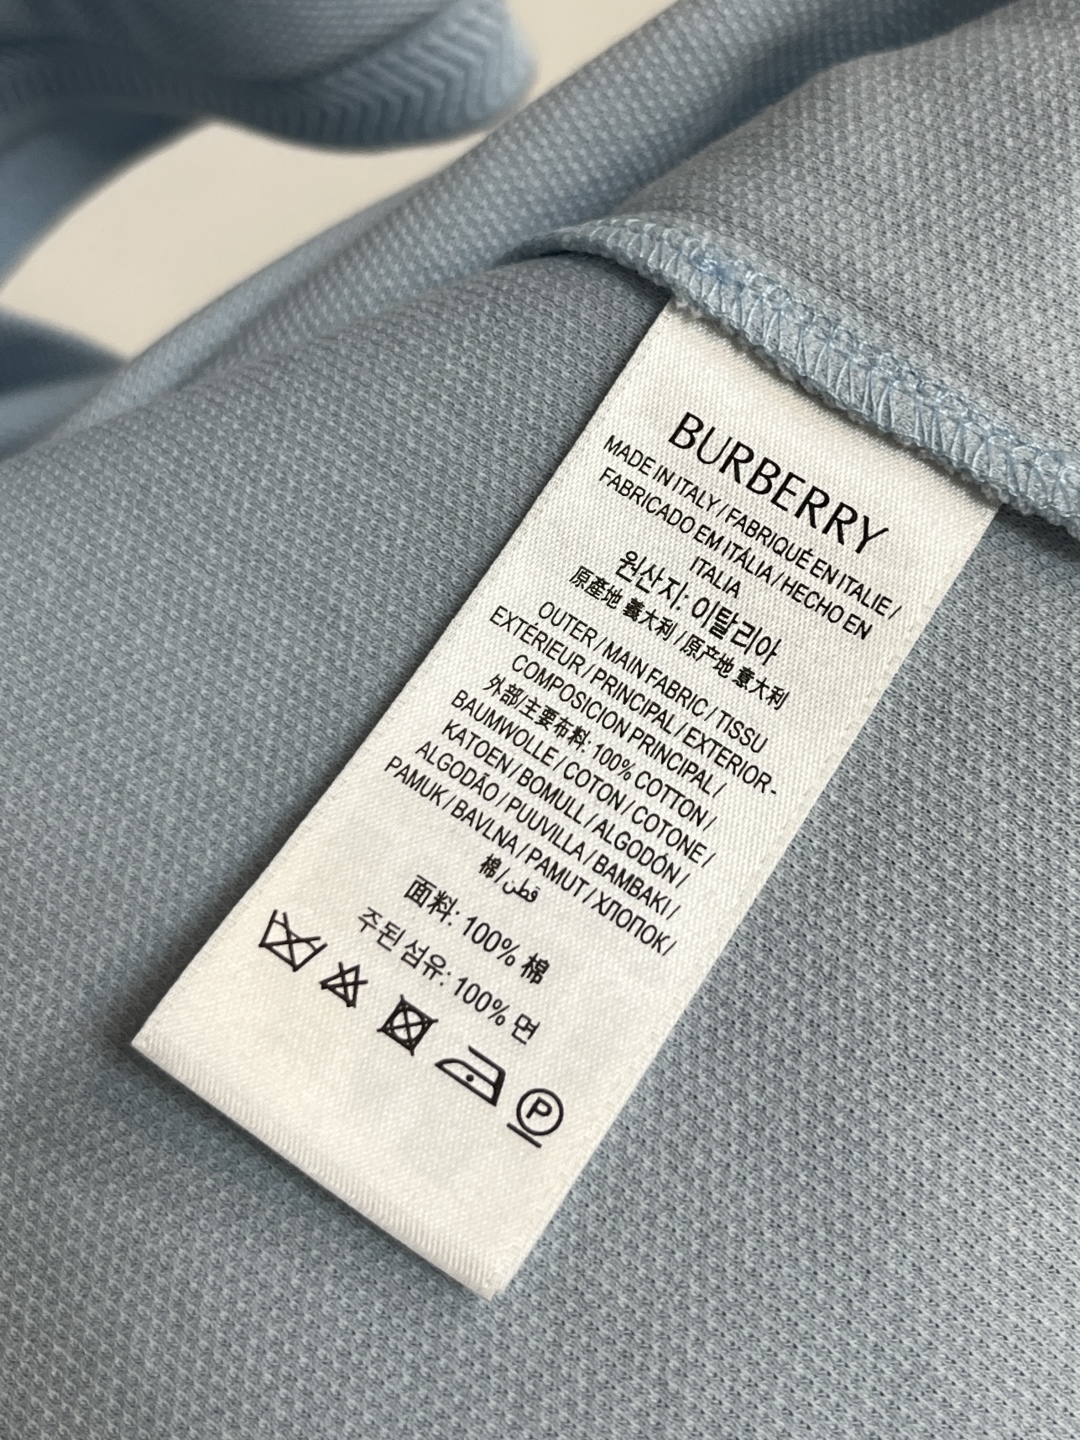 BURBERRY
MADE IN ITALY / FABRIQUÉ EN ITALIE /
FABRICADO EM ITÁLIA / HECHO EN
ITALIA
원산지: 이탈리아
原產地 義大利 / 原产地 意大利
OUTER / MAIN FABRIC / TISSU
EXTÉRIEUR / PRINCIPAL / EXTERIOR-
COMPOSICION PRINCIPAL /
外部/主要布料: 100% COTTON /
BAUMWOLLE / COTON / COTONE /
KATOEN / BOMULL / ALGODÓN /
ALGODÃO / PUUVILLA / BAMBAKI /
PAMUK / BAVLNA / PAMUT / ХЛОПОК /
棉 / قطن
面料: 100% 棉
주된 섬유: 100% 면
P